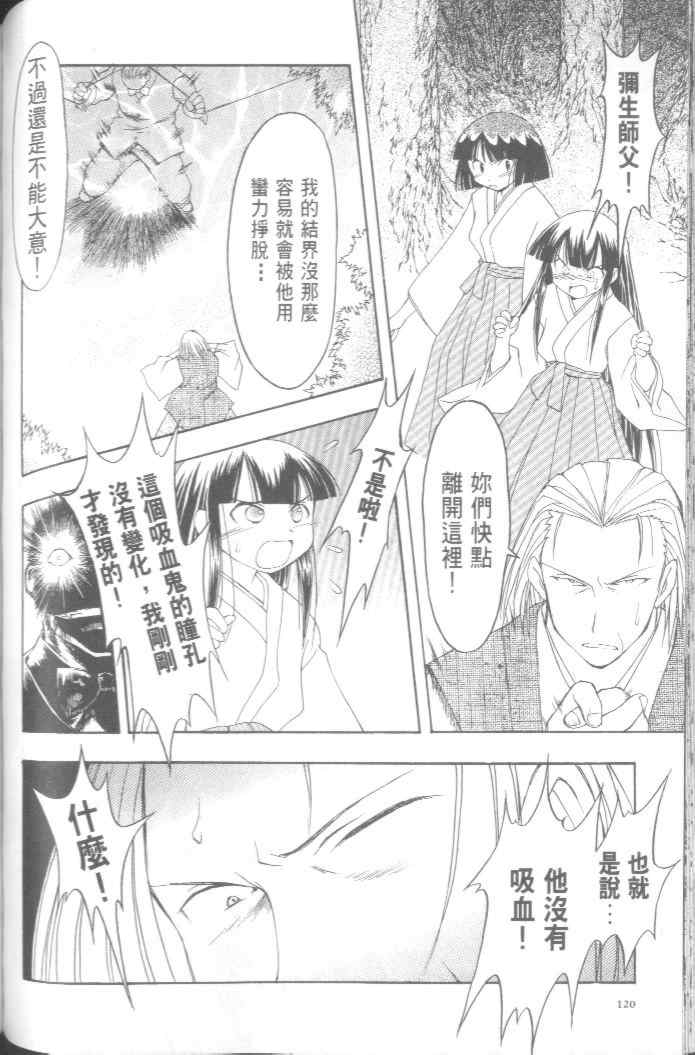 彌生師父！
妳們快點
離開這裡！
我的結界沒那麼
容易就會被他用
蠻力掙脫…
不過還是不能大意！
不是啦！
這個吸血鬼的瞳孔
沒有變化，我剛剛
才發現的！
也就
是說…
他沒有
吸血！
什麼！
120